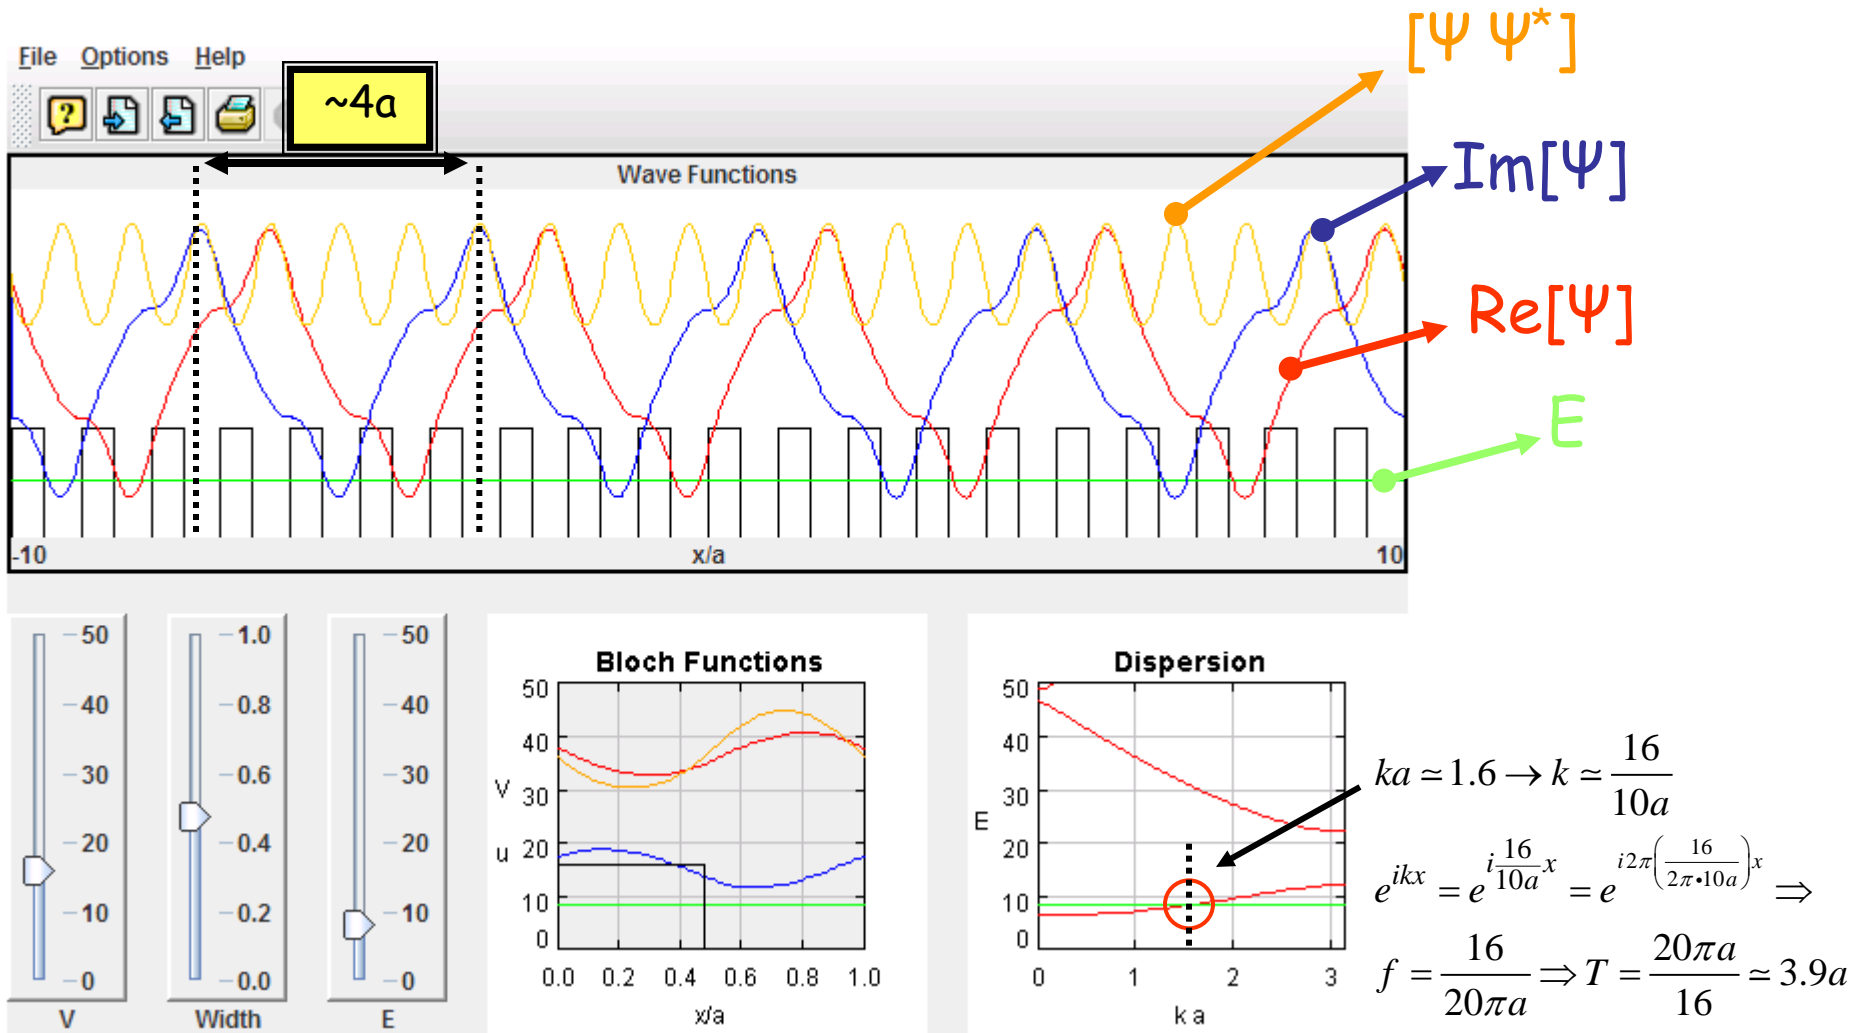 [Ψ Ψ*]
File Options Help
~4a
Im[Ψ]
Wave Functions
Re[Ψ]
E
-10 x/a 10
50 1.0 50
40 0.8 40
30 0.6 30
20 0.4 20
10 0.2 10
0 0.0 0
V Width E
Bloch Functions
50
40
V 30
u 20
10
0
0.0 0.2 0.4 0.6 0.8 1.0
x/a
Dispersion
50
40
E 30
20
10
0
0 1 2 3
k a
ka ≃ 1.6 → k ≃ 16/10a
e^{ikx} = e^{i\frac{16}{10a}x} = e^{i2π(\frac{16}{2π•10a})x} ⇒
f = 16/20πa ⇒ T = 20πa/16 ≃ 3.9a